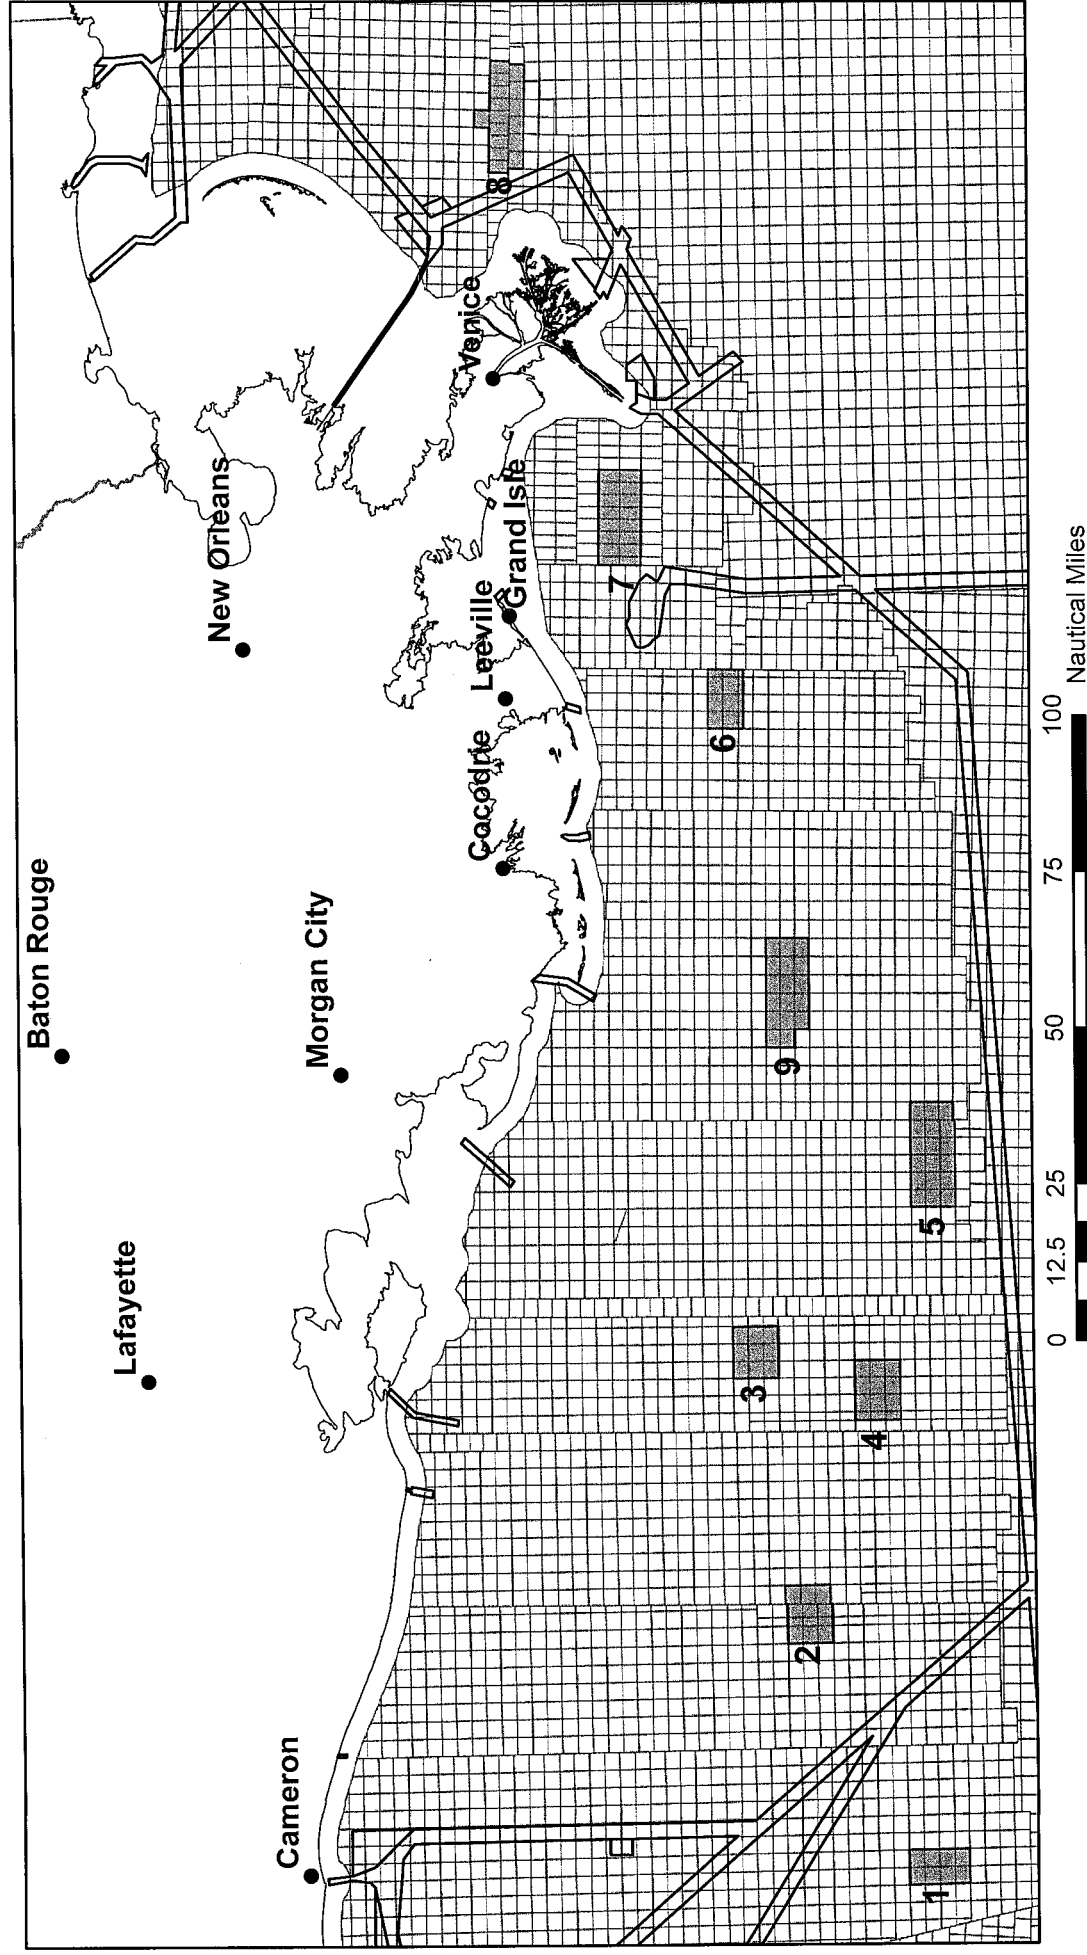 Baton Rouge
Lafayette
New Orleans
Morgan City
Cameron
Venice
Grand Isle
Leeville
Cocodrie
1
2
3
4
5
6
7
8
9
0 12.5 25 50 75 100
Nautical Miles